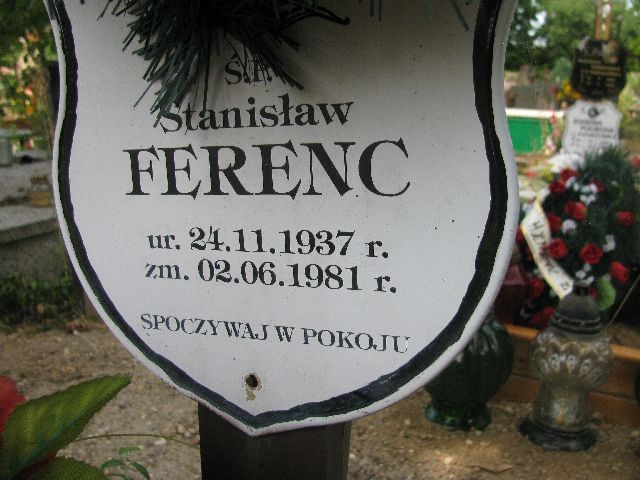 Ś.P.
Stanisław
FERENC
ur. 24.11.1937 r.
zm. 02.06.1981 r.
SPOCZYWAJ W POKOJU